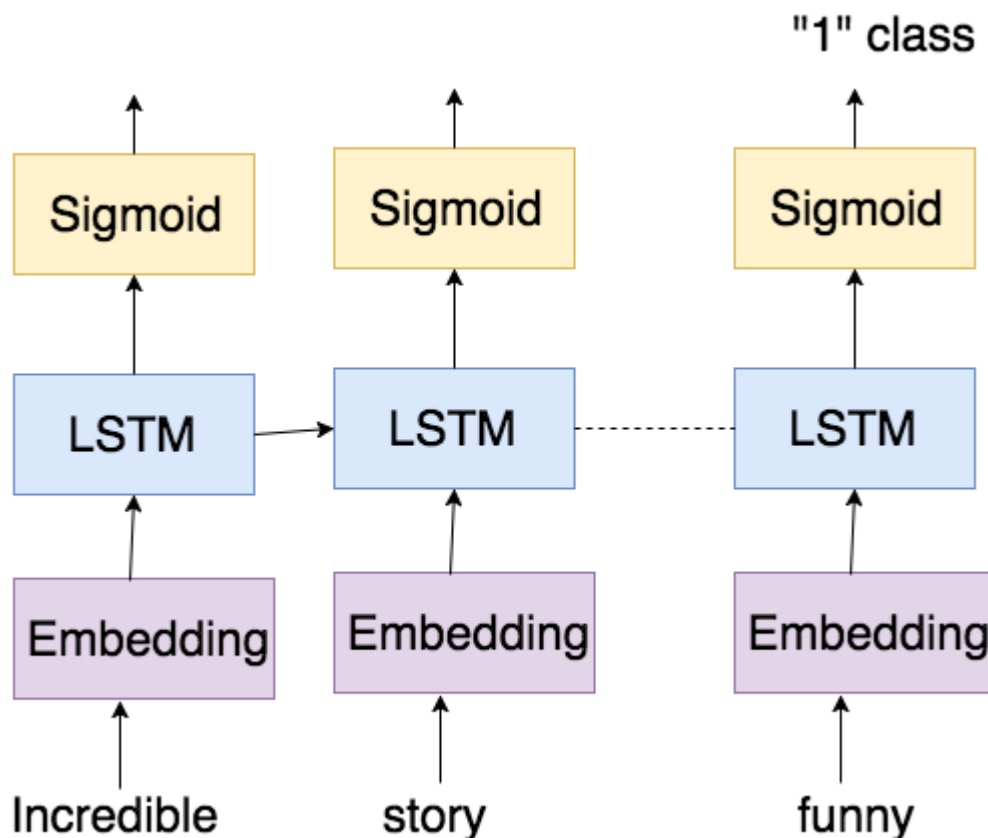 "1" class
Sigmoid Sigmoid Sigmoid
LSTM LSTM LSTM
Embedding Embedding Embedding
Incredible story funny